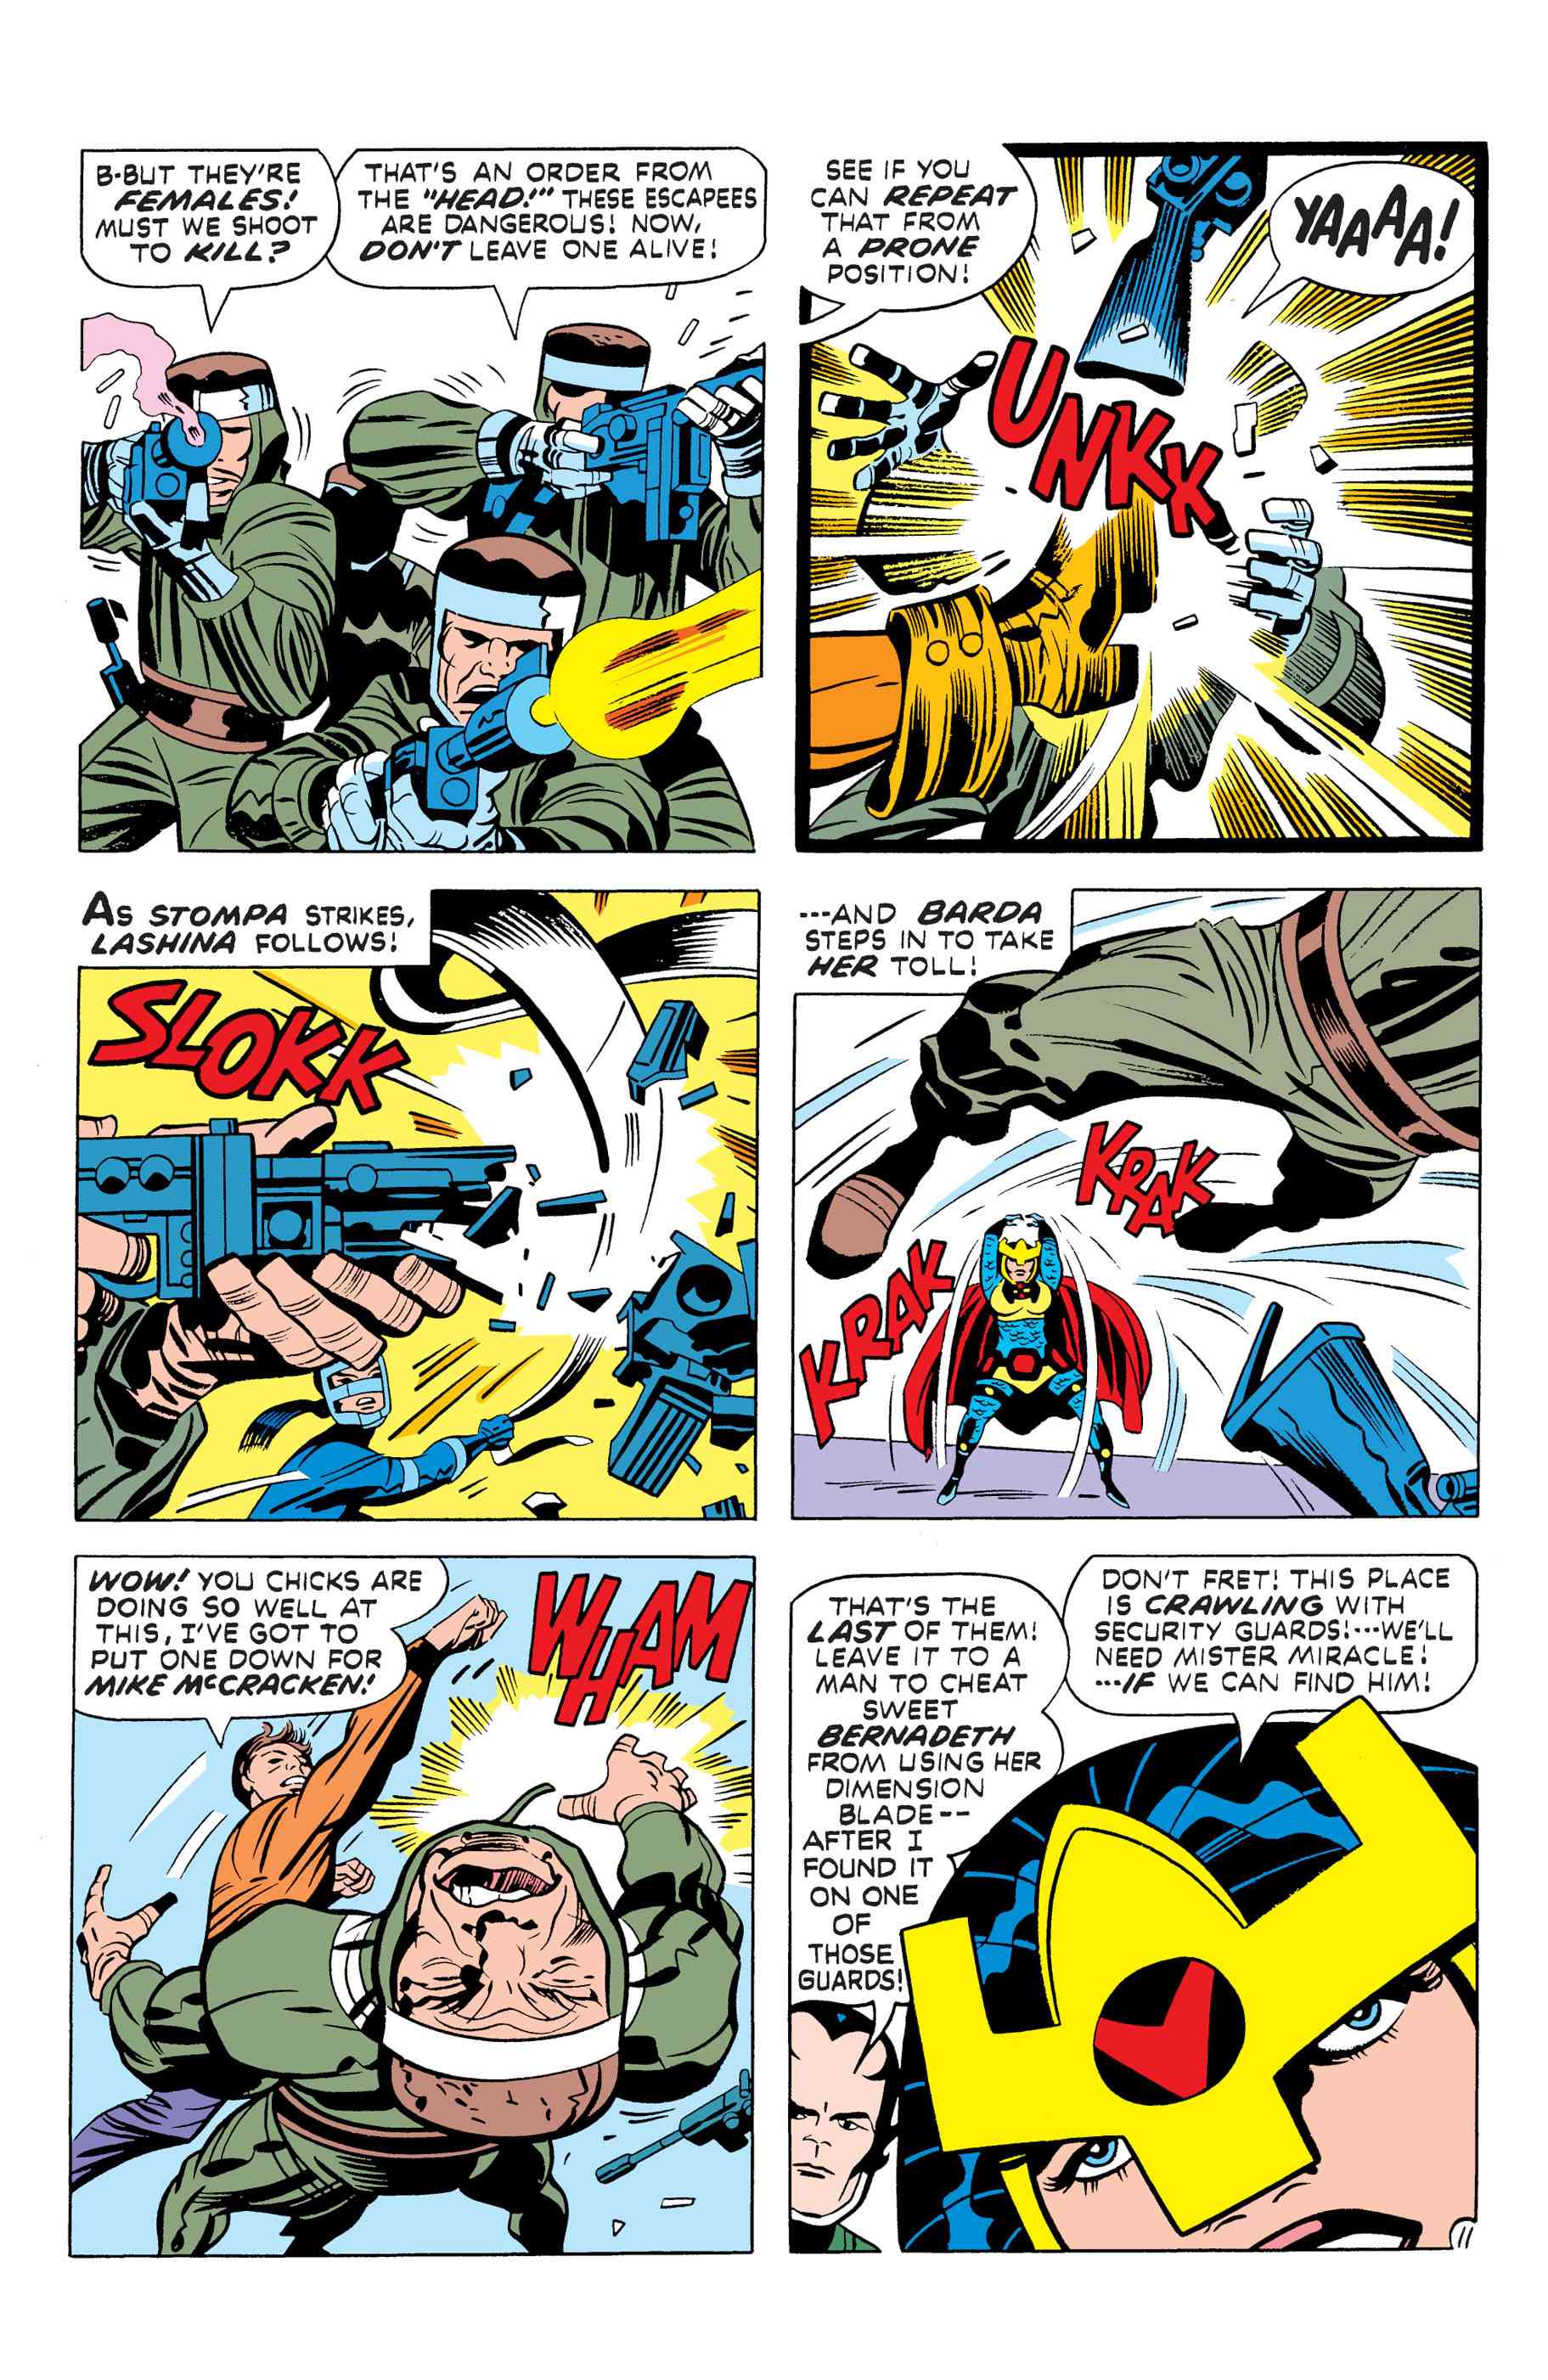 B-BUT THEY'RE
FEMALES!
MUST WE SHOOT
TO KILL?
THAT'S AN ORDER FROM
THE "HEAD!" THESE ESCAPEES
ARE DANGEROUS! NOW,
DON'T LEAVE ONE ALIVE!
SEE IF YOU
CAN REPEAT
THAT FROM
A PRONE
POSITION!
YAAAA!
UNKK
AS STOMPA STRIKES,
LASHINA FOLLOWS!
SLOKK
---AND BARDA
STEPS IN TO TAKE
HER TOLL!
KRAK
KRAK
WOW! YOU CHICKS ARE
DOING SO WELL AT
THIS, I'VE GOT TO
PUT ONE DOWN FOR
MIKE McCRACKEN!
WHAM
THAT'S THE
LAST OF THEM!
LEAVE IT TO A
MAN TO CHEAT
SWEET
BERNADETH
FROM USING HER
DIMENSION
BLADE--
AFTER I
FOUND IT
ON ONE
OF
THOSE
GUARDS!
DON'T FRET! THIS PLACE
IS CRAWLING WITH
SECURITY GUARDS!---WE'LL
NEED MISTER MIRACLE!
---IF WE CAN FIND HIM!
11